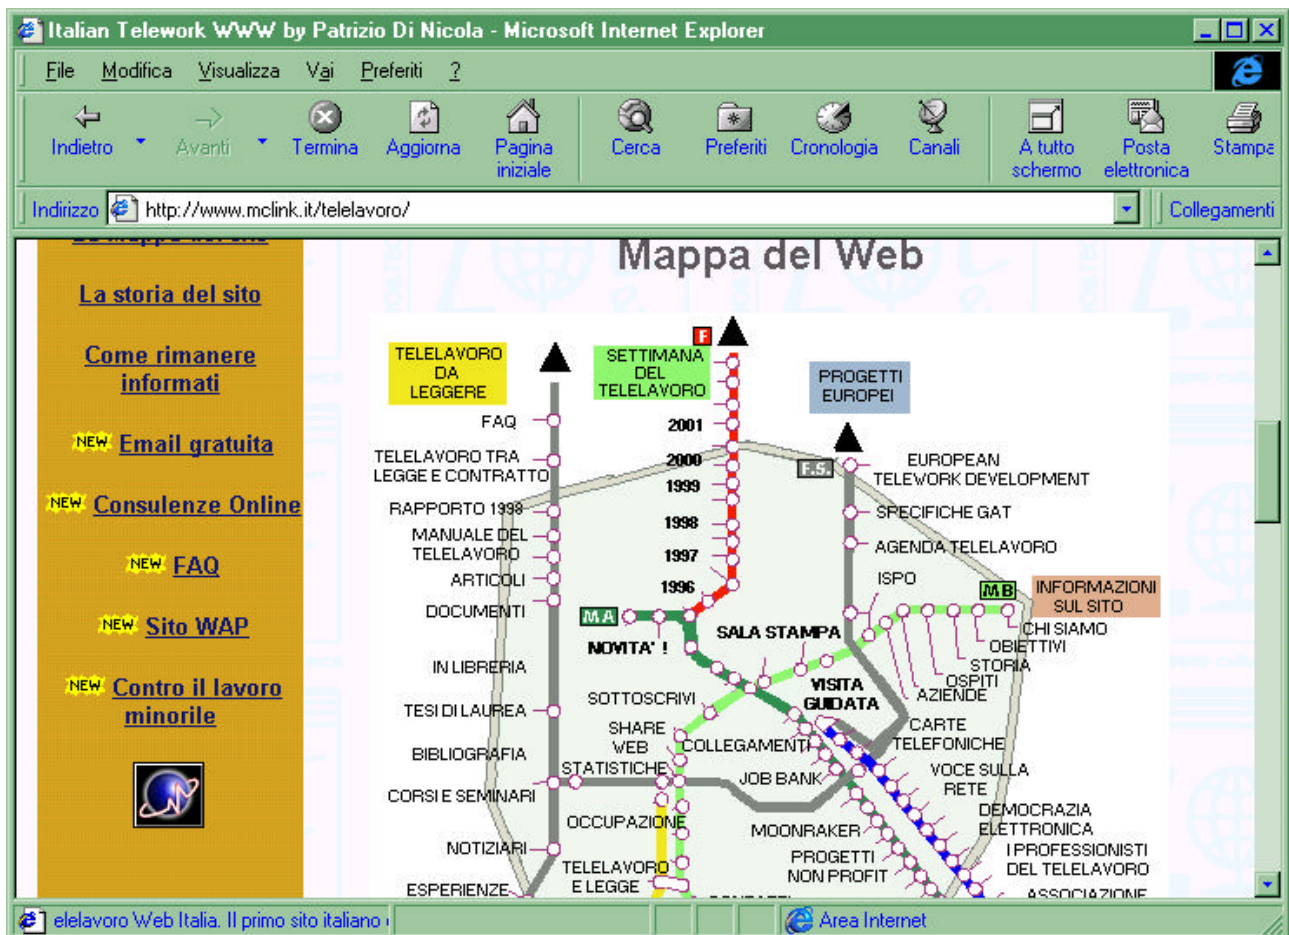 Italian Telework WWW by Patrizio Di Nicola - Microsoft Internet Explorer
File Modifica Visualizza Vai Preferiti ?
Indietro Avanti Termina Aggiorna Pagina iniziale Cerca Preferiti Cronologia Canali A tutto schermo Posta elettronica Stampa
Indirizzo http://www.mclink.it/telelavoro/ Collegamenti
La storia del sito
Come rimanere
informati
NEW Email gratuita
NEW Consulenze Online
NEW FAQ
NEW Sito WAP
NEW Contro il lavoro
minorile
Mappa del Web
TELELAVORO
DA
LEGGERE
FAQ
TELELAVORO TRA
LEGGE E CONTRATTO
RAPPORTO 1998
MANUALE DEL
TELELAVORO
ARTICOLI
DOCUMENTI
IN LIBRERIA
TESI DI LAUREA
BIBLIOGRAFIA
CORSI E SEMINARI
NOTIZIARI
ESPERIENZE
F
SETTIMANA
DEL
TELELAVORO
2001
2000
1999
1998
1997
1996
MA
NOVITA' !
SALA STAMPA
SOTTOSCRIVI
SHARE
WEB
STATISTICHE
OCCUPAZIONE
TELELAVORO
E LEGGE
PROGETTI
EUROPEI
F.S.
EUROPEAN
TELEWORK DEVELOPMENT
SPECIFICHE GAT
AGENDA TELELAVORO
ISPO
MB
INFORMAZIONI
SUL SITO
CHI SIAMO
OBIETTIVI
STORIA
OSPITI
AZIENDE
VISITA
GUIDATA
COLLEGAMENTI
JOB BANK
MOONRAKER
PROGETTI
NON PROFIT
CARTE
TELEFONICHE
VOCE SULLA
RETE
DEMOCRAZIA
ELETTRONICA
I PROFESSIONISTI
DEL TELELAVORO
ASSOCIAZIONE
elelavoro Web Italia. Il primo sito italiano
Area Internet